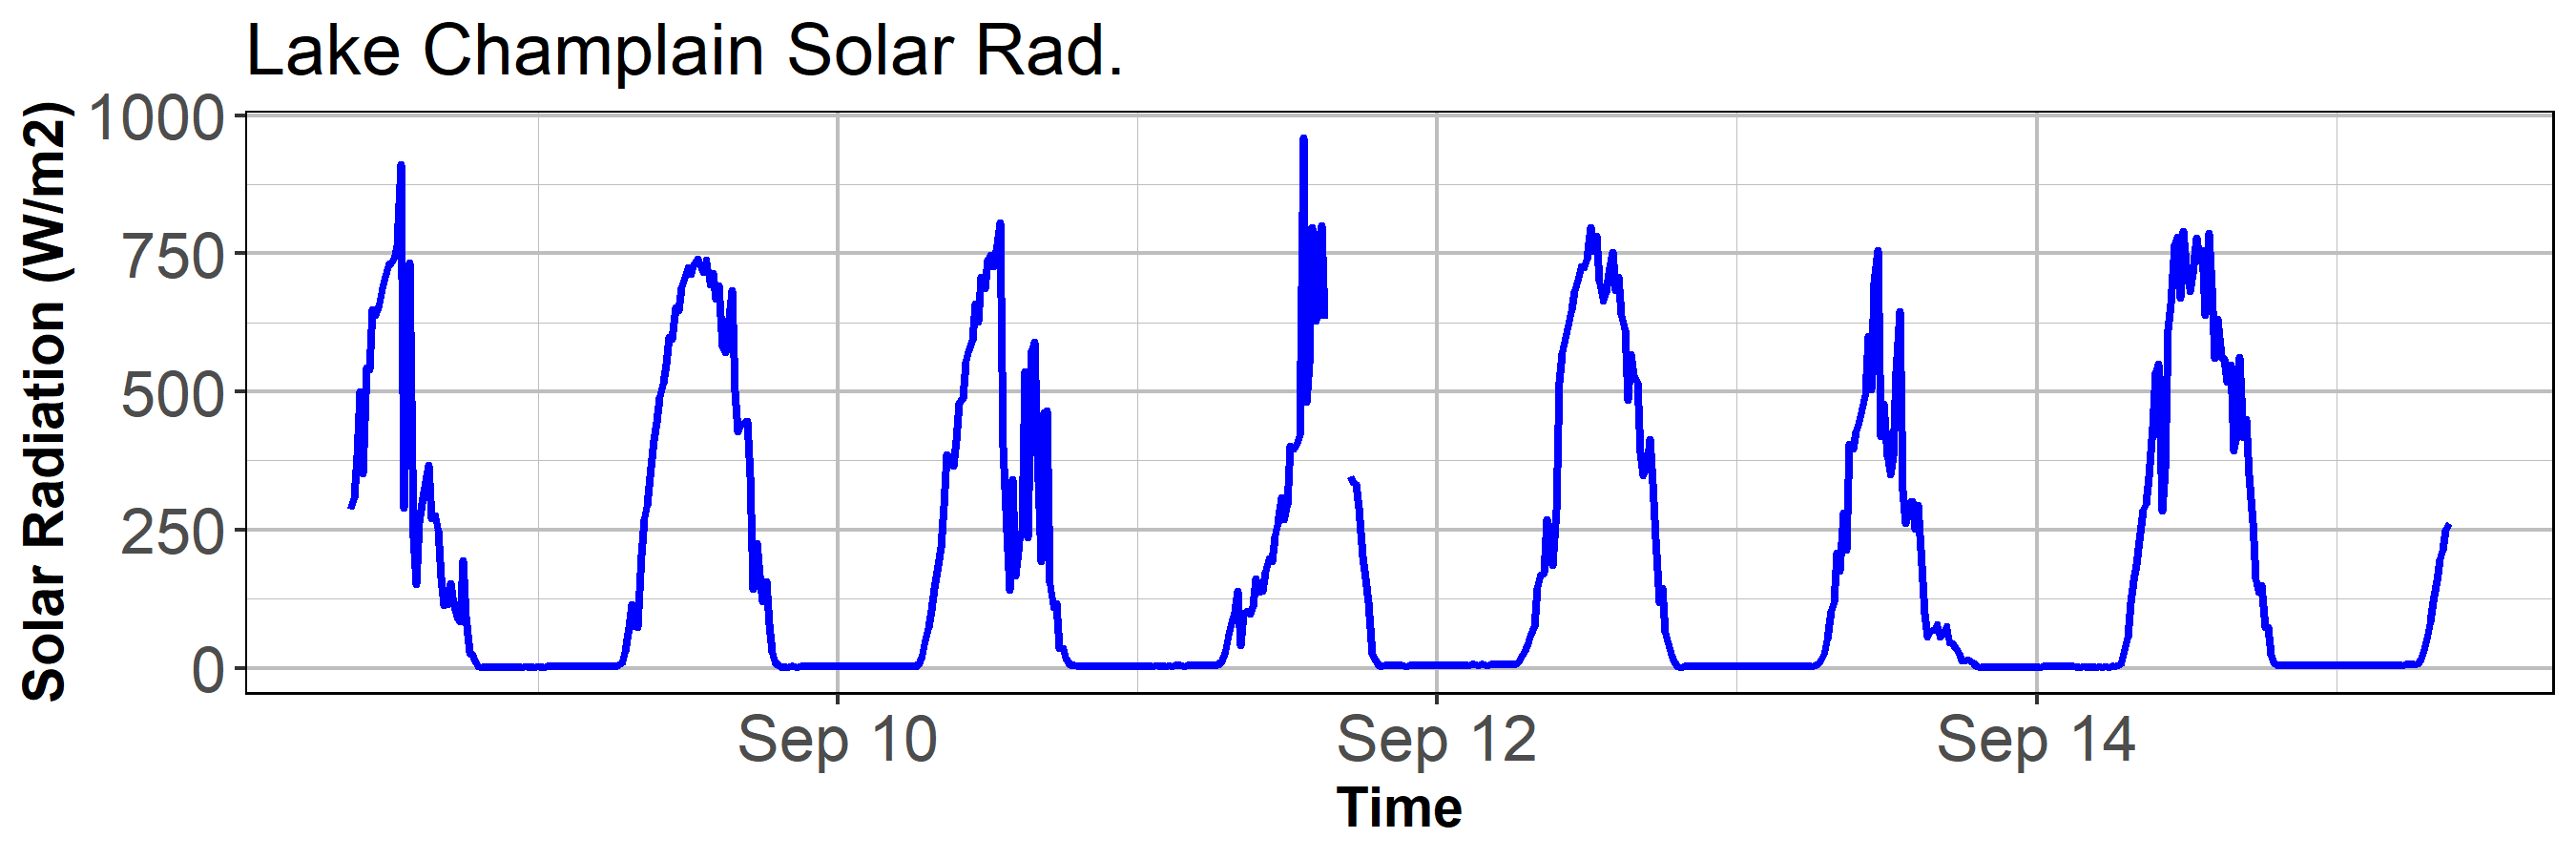 Lake Champlain Solar Rad.
Solar Radiation (W/m2)
1000
750
500
250
0
Sep 10
Sep 12
Sep 14
Time